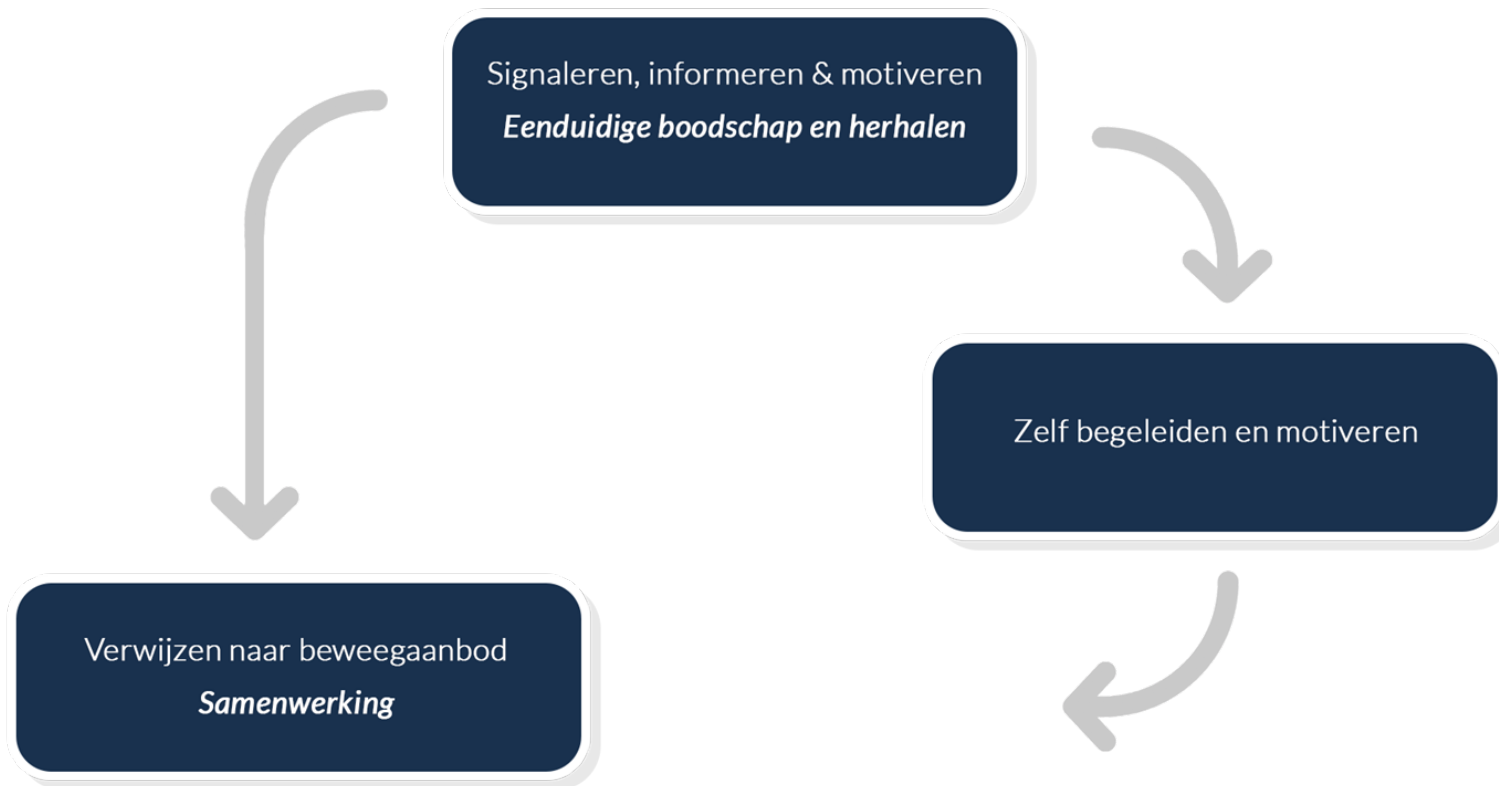 Signaleren, informeren & motiveren
Eenduidige boodschap en herhalen
Zelf begeleiden en motiveren
Verwijzen naar beweegaanbod
Samenwerking